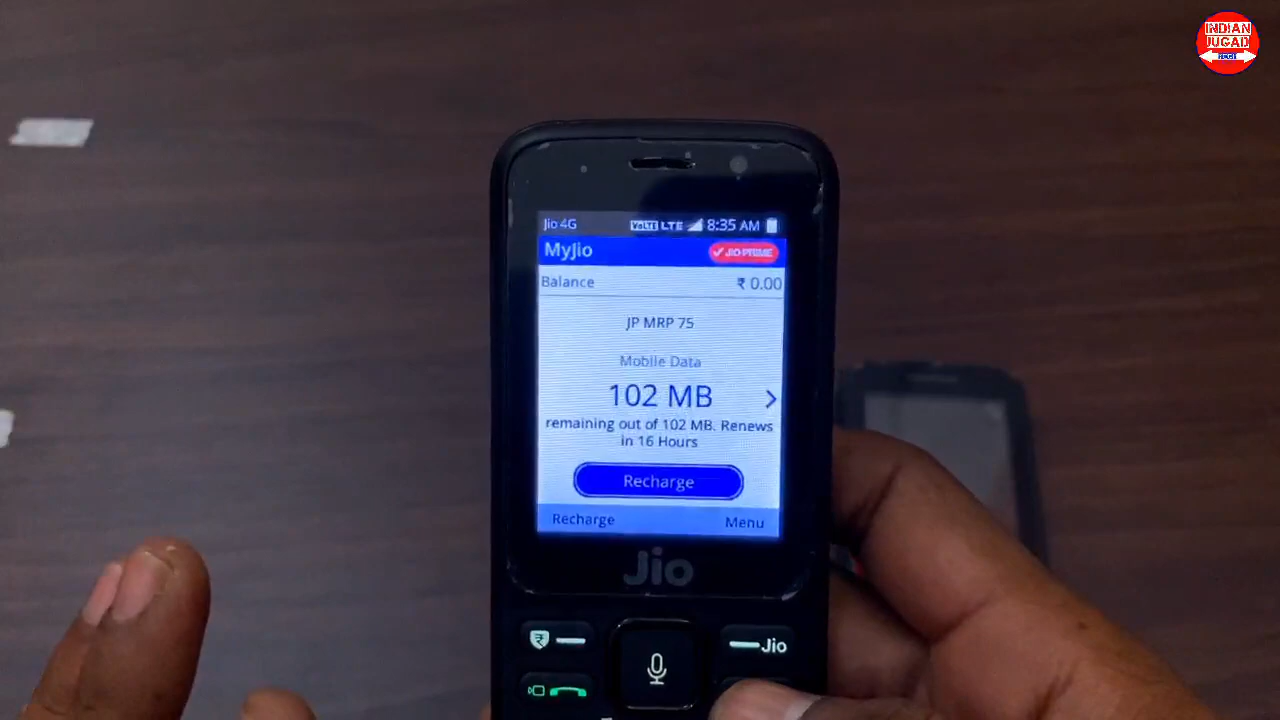 INDIAN
JUGAD
Jio 4G VoLTE LTE 8:35 AM
MyJio JIO PRIME
Balance ₹ 0.00
JP MRP 75
Mobile Data
102 MB
remaining out of 102 MB. Renews
in 16 Hours
Recharge
Recharge Menu
Jio
₹ Jio